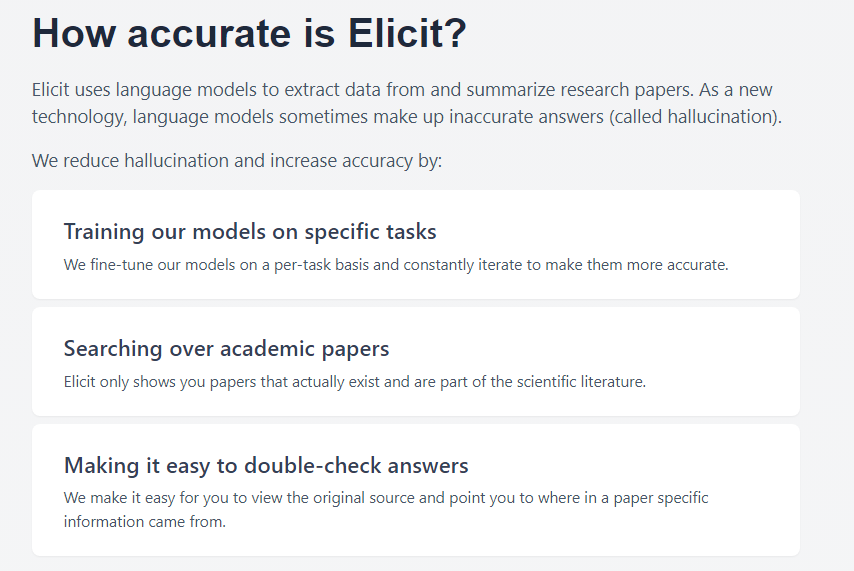 How accurate is Elicit?
Elicit uses language models to extract data from and summarize research papers. As a new
technology, language models sometimes make up inaccurate answers (called hallucination).
We reduce hallucination and increase accuracy by:
Training our models on specific tasks
We fine-tune our models on a per-task basis and constantly iterate to make them more accurate.
Searching over academic papers
Elicit only shows you papers that actually exist and are part of the scientific literature.
Making it easy to double-check answers
We make it easy for you to view the original source and point you to where in a paper specific
information came from.